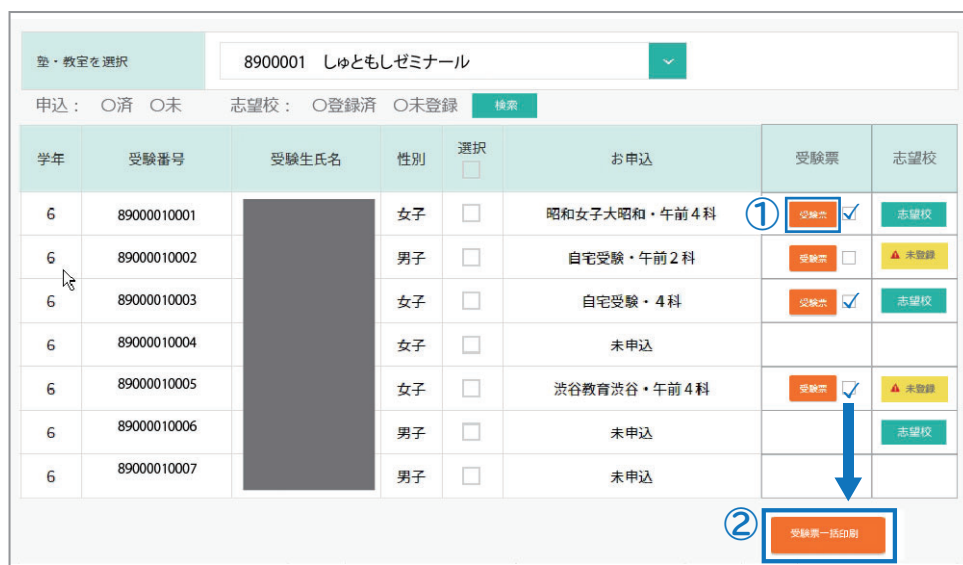 塾・教室を選択 8900001 しゅともしゼミナール
申込： 〇済 〇未 志望校： 〇登録済 〇未登録 検索
学年 受験番号 受験生氏名 性別 選択 お申込 受験票 志望校
6 89000010001 女子 昭和女子大昭和・午前４科 ① 受験票 志望校
6 89000010002 男子 自宅受験・午前２科 受験票 未登録
6 89000010003 女子 自宅受験・４科 受験票 志望校
6 89000010004 女子 未申込
6 89000010005 女子 渋谷教育渋谷・午前４科 受験票 未登録
6 89000010006 男子 未申込 志望校
6 89000010007 男子 未申込
② 受験票一括印刷